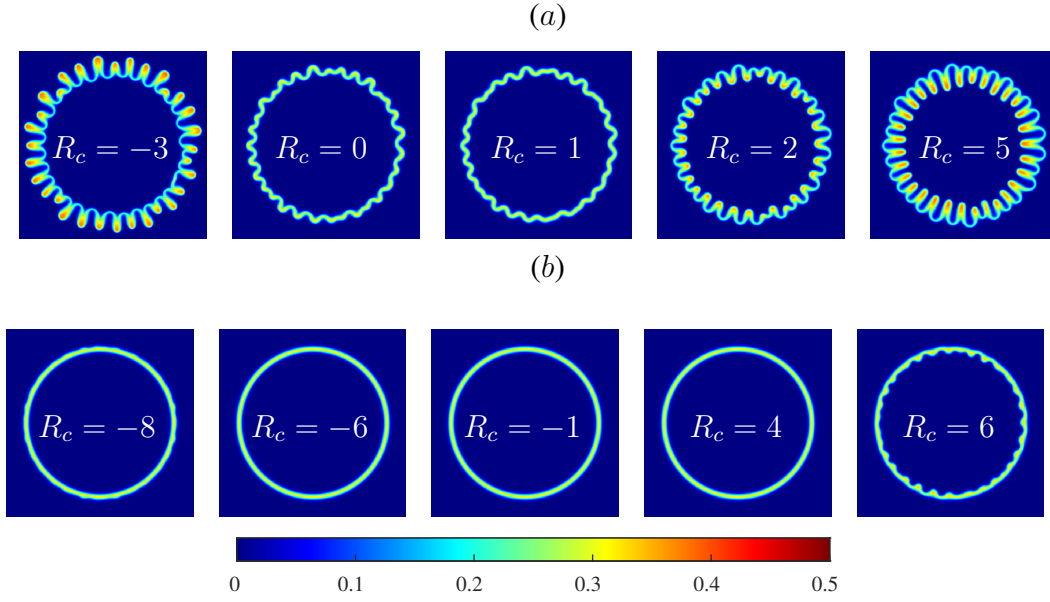 (a)
R_c = −3 R_c = 0 R_c = 1 R_c = 2 R_c = 5
(b)
R_c = −8 R_c = −6 R_c = −1 R_c = 4 R_c = 6
0 0.1 0.2 0.3 0.4 0.5